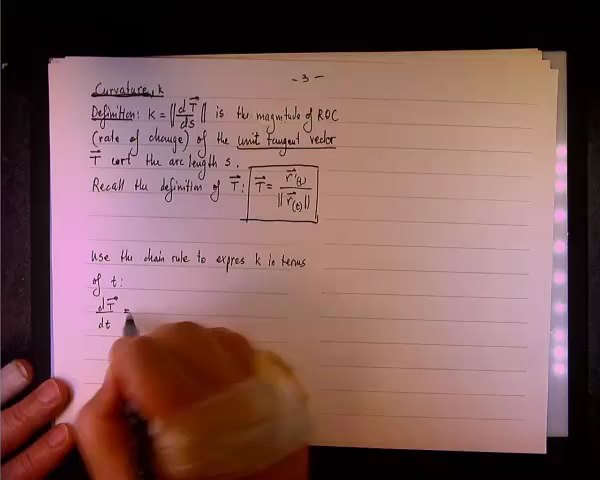 - 3 -
Curvature, k
Definition: K = ‖ dT⃗/ds ‖ is the magnitude of ROC
(rate of change) of the unit tangent vector
T⃗ wrt the arc length s.
Recall the definition of T⃗: T⃗ = r⃗'(t) / ‖ r⃗'(t) ‖
Use the chain rule to expres k in terms
of t:
dT⃗/dt =